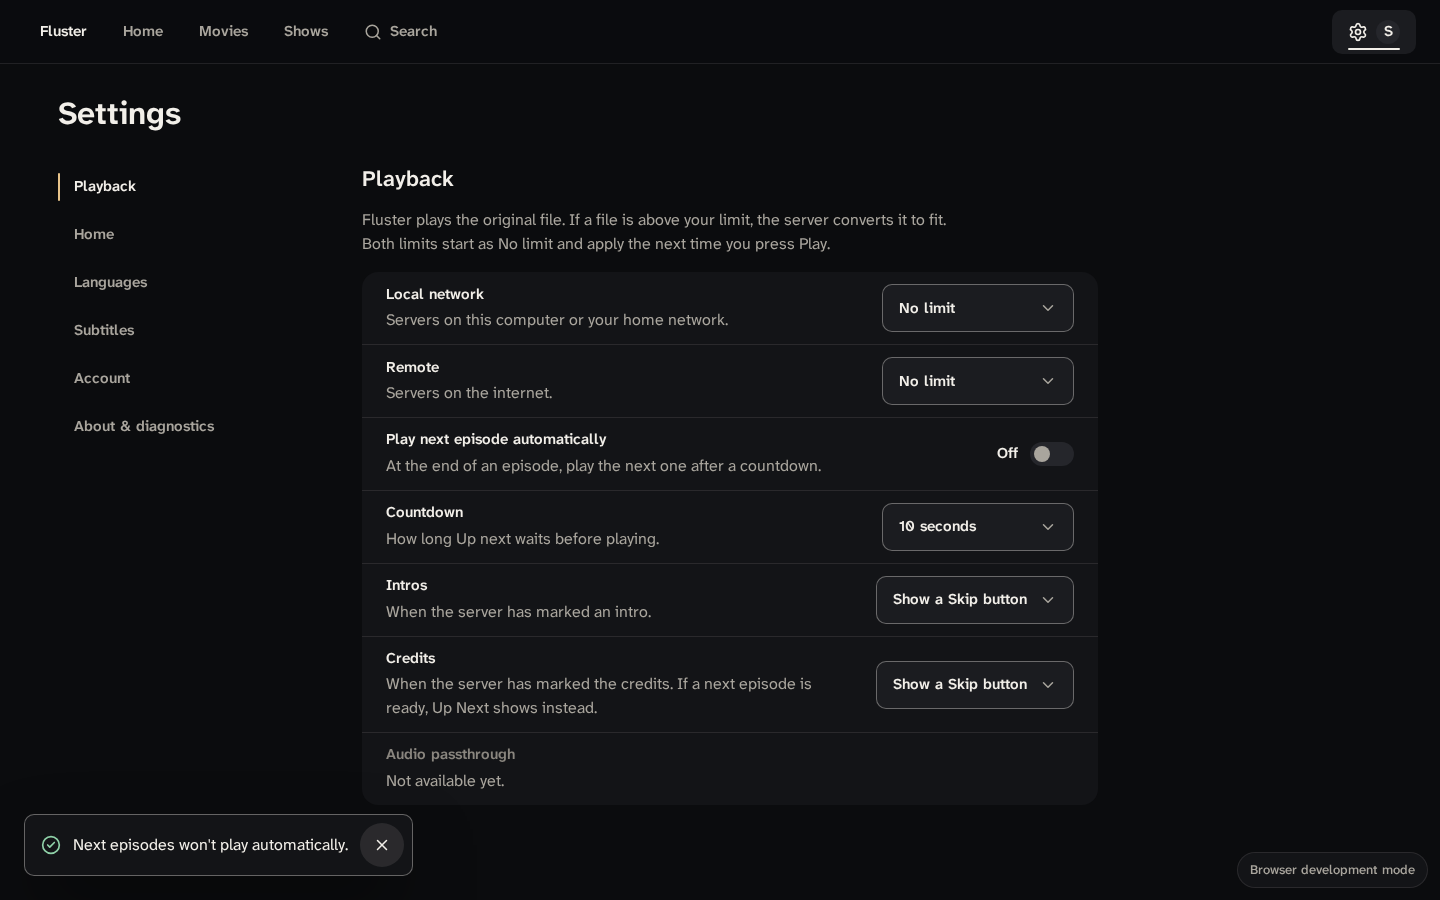 Fluster
Home
Movies
Shows
Search
S
Settings
Playback
Home
Languages
Subtitles
Account
About & diagnostics
Playback
Fluster plays the original file. If a file is above your limit, the server converts it to fit.
Both limits start as No limit and apply the next time you press Play.
Local network
Servers on this computer or your home network.
No limit
Remote
Servers on the internet.
No limit
Play next episode automatically
At the end of an episode, play the next one after a countdown.
Off
Countdown
How long Up next waits before playing.
10 seconds
Intros
When the server has marked an intro.
Show a Skip button
Credits
When the server has marked the credits. If a next episode is
ready, Up Next shows instead.
Show a Skip button
Audio passthrough
Not available yet.
Next episodes won't play automatically.
Browser development mode